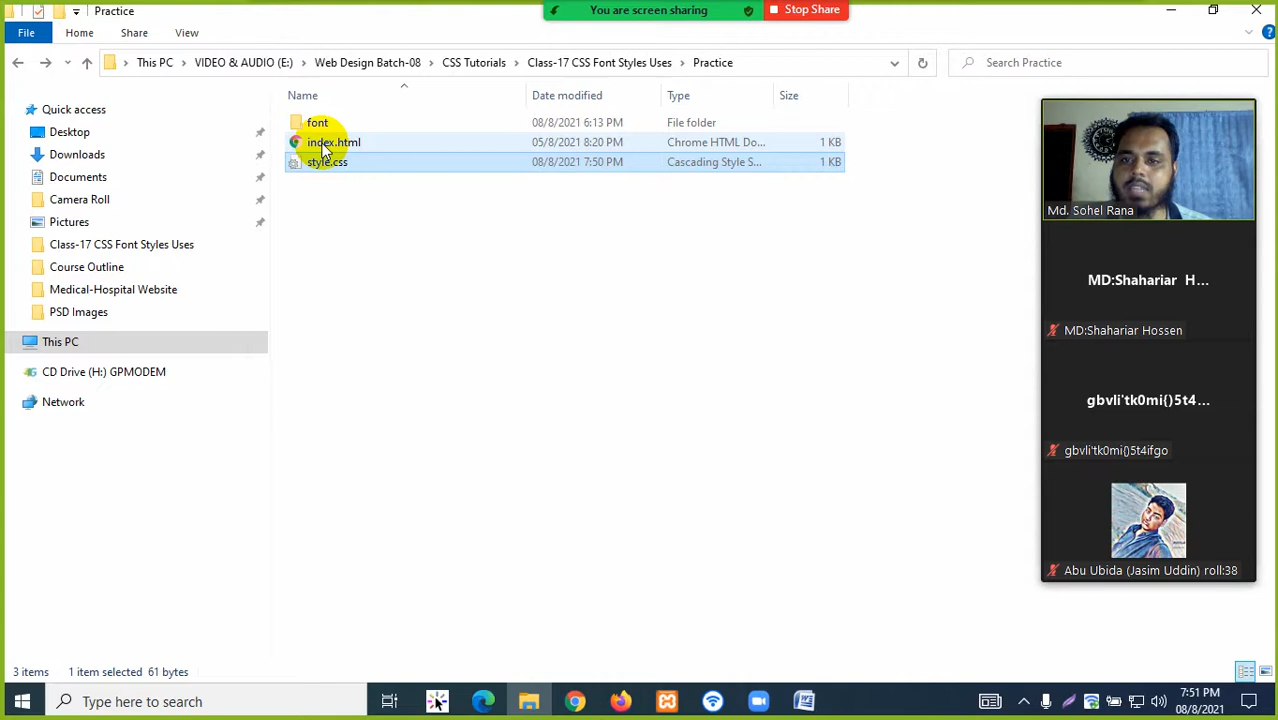 You are screen sharing
Stop Share
Practice
File
Home
Share
View
This PC
VIDEO & AUDIO (E:)
Web Design Batch-08
CSS Tutorials
Class-17 CSS Font Styles Uses
Practice
Search Practice
Name
Date modified
Type
Size
font
08/8/2021 6:13 PM
File folder
index.html
05/8/2021 8:20 PM
Chrome HTML Do...
1 KB
style.css
08/8/2021 7:50 PM
Cascading Style S...
1 KB
Quick access
Desktop
Downloads
Documents
Camera Roll
Pictures
Class-17 CSS Font Styles Uses
Course Outline
Medical-Hospital Website
PSD Images
This PC
CD Drive (H:) GPMODEM
Network
Md. Sohel Rana
MD:Shahariar H...
MD:Shahariar Hossen
gbvli'tk0mi{}5t4...
gbvli'tk0mi{}5t4ifgo
Abu Ubida (Jasim Uddin) roll:38
3 items
1 item selected 61 bytes
Type here to search
7:51 PM
08/8/2021